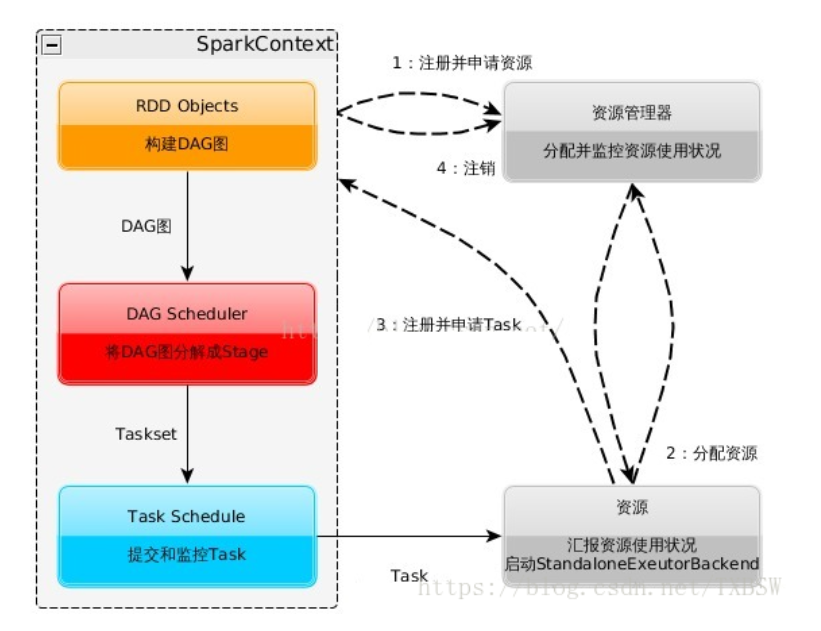 SparkContext
RDD Objects
构建DAG图
DAG图
DAG Scheduler
将DAG图分解成Stage
Taskset
Task Schedule
提交和监控Task
1：注册并申请资源
资源管理器
分配并监控资源使用状况
4：注销
3：注册并申请Task
2：分配资源
资源
汇报资源使用状况
启动StandaloneExeutorBackend
Task